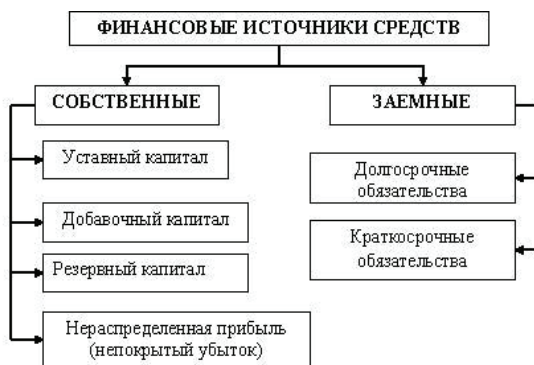 ФИНАНСОВЫЕ ИСТОЧНИКИ СРЕДСТВ
СОБСТВЕННЫЕ
Уставный капитал
Добавочный капитал
Резервный капитал
Нераспределенная прибыль
(непокрытый убыток)
ЗАЕМНЫЕ
Долгосрочные
обязательства
Краткосрочные
обязательства